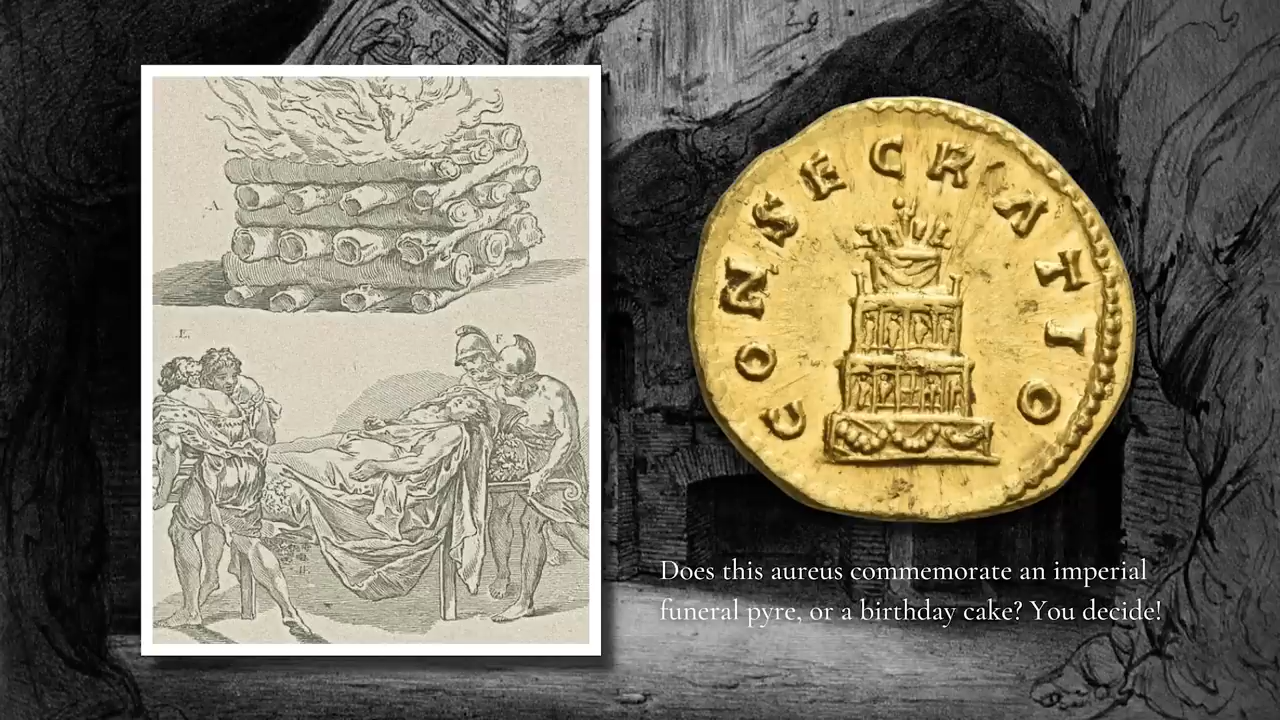 A.
E.
F.
CONSECRATIO
Does this aureus commemorate an imperial
funeral pyre, or a birthday cake? You decide!